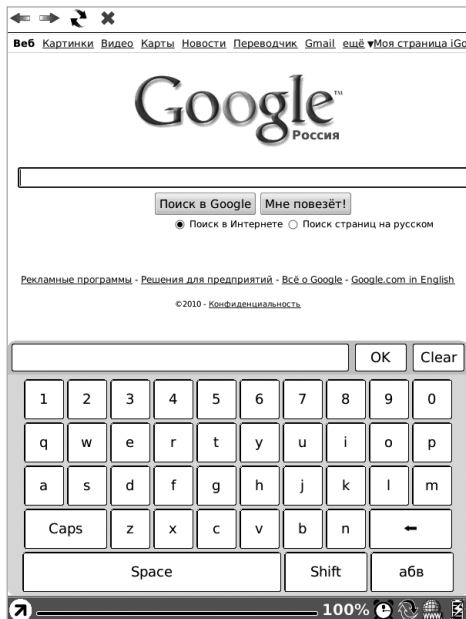 Веб Картинки Видео Карты Новости Переводчик Gmail ещё ▼ Моя страница iGo
Google™
Россия
Поиск в Google Мне повезёт!
Поиск в Интернете Поиск страниц на русском
Рекламные программы - Решения для предприятий - Всё о Google - Google.com in English
©2010 - Конфиденциальность
OK Clear
1 2 3 4 5 6 7 8 9 0
q w e r t y u i o p
a s d f g h j k l m
Caps z x c v b n
Space Shift абв
100% www